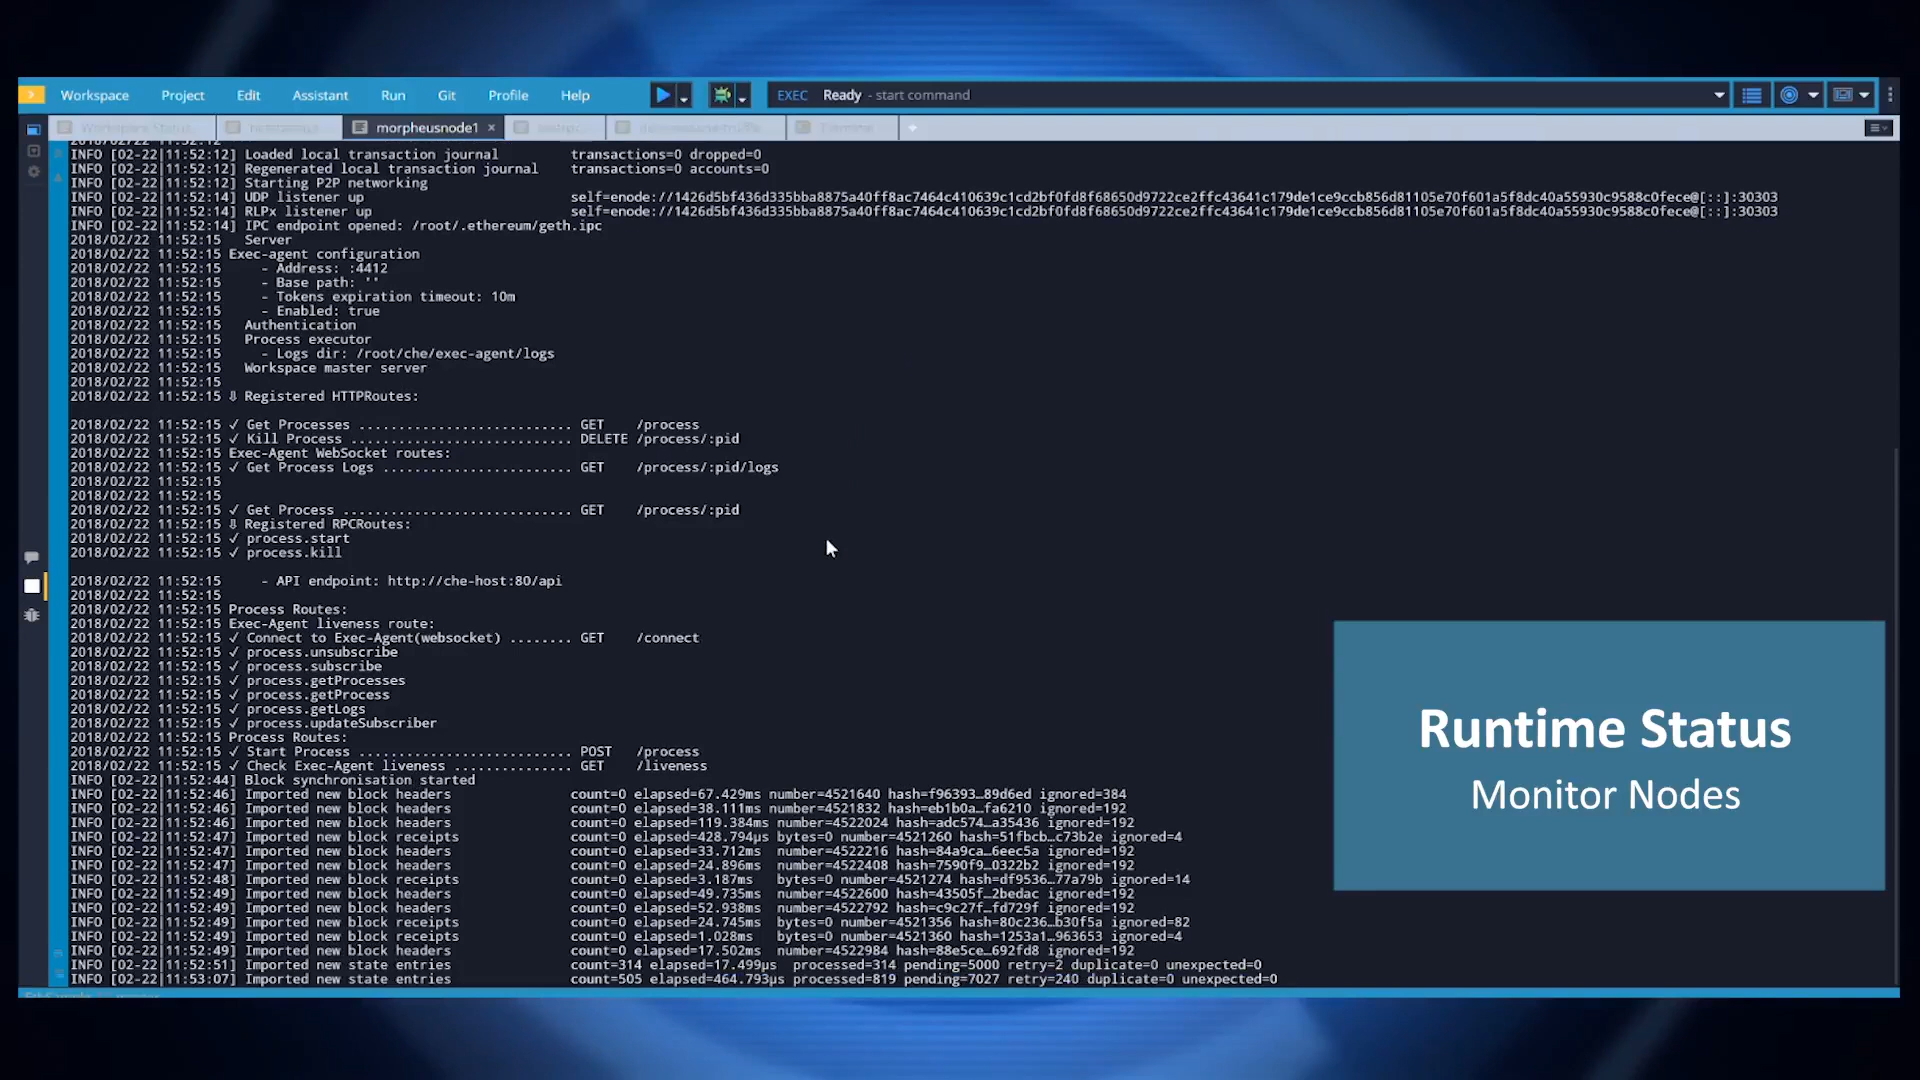 Workspace Project Edit Assistant Run Git Profile Help EXEC Ready - start command
morpheusnode1 ×
INFO [02-22|11:52:12] Loaded local transaction journal transactions=0 dropped=0
INFO [02-22|11:52:12] Regenerated local transaction journal transactions=0 accounts=0
INFO [02-22|11:52:12] Starting P2P networking
INFO [02-22|11:52:14] UDP listener up self=enode://1426d5bf436d335bba8875a40ff8ac7464c410639c1cd2bf0fd8f68650d9722ce2ffc43641c179de1ce9ccb856d81105e70f601a5f8dc40a55930c9588c0fece@[::]:30303
INFO [02-22|11:52:14] RLPx listener up self=enode://1426d5bf436d335bba8875a40ff8ac7464c410639c1cd2bf0fd8f68650d9722ce2ffc43641c179de1ce9ccb856d81105e70f601a5f8dc40a55930c9588c0fece@[::]:30303
INFO [02-22|11:52:14] IPC endpoint opened: /root/.ethereum/geth.ipc
2018/02/22 11:52:15 Server
2018/02/22 11:52:15 Exec-agent configuration
2018/02/22 11:52:15 - Address: :4412
2018/02/22 11:52:15 - Base path: ''
2018/02/22 11:52:15 - Tokens expiration timeout: 10m
2018/02/22 11:52:15 - Enabled: true
2018/02/22 11:52:15 Authentication
2018/02/22 11:52:15 Process executor
2018/02/22 11:52:15 - Logs dir: /root/che/exec-agent/logs
2018/02/22 11:52:15 Workspace master server
2018/02/22 11:52:15
2018/02/22 11:52:15 ⇩ Registered HTTPRoutes:
2018/02/22 11:52:15 ✓ Get Processes ........................... GET /process
2018/02/22 11:52:15 ✓ Kill Process ............................ DELETE /process/:pid
2018/02/22 11:52:15 Exec-Agent WebSocket routes:
2018/02/22 11:52:15 ✓ Get Process Logs ........................ GET /process/:pid/logs
2018/02/22 11:52:15
2018/02/22 11:52:15
2018/02/22 11:52:15 ✓ Get Process ............................. GET /process/:pid
2018/02/22 11:52:15 ⇩ Registered RPCRoutes:
2018/02/22 11:52:15 ✓ process.start
2018/02/22 11:52:15 ✓ process.kill
2018/02/22 11:52:15 - API endpoint: http://che-host:80/api
2018/02/22 11:52:15
2018/02/22 11:52:15 Process Routes:
2018/02/22 11:52:15 Exec-Agent liveness route:
2018/02/22 11:52:15 ✓ Connect to Exec-Agent(websocket) ........ GET /connect
2018/02/22 11:52:15 ✓ process.unsubscribe
2018/02/22 11:52:15 ✓ process.subscribe
2018/02/22 11:52:15 ✓ process.getProcesses
2018/02/22 11:52:15 ✓ process.getProcess
2018/02/22 11:52:15 ✓ process.getLogs
2018/02/22 11:52:15 ✓ process.updateSubscriber
2018/02/22 11:52:15 Process Routes:
2018/02/22 11:52:15 ✓ Start Process ........................... POST /process
2018/02/22 11:52:15 ✓ Check Exec-Agent liveness ............... GET /liveness
INFO [02-22|11:52:44] Block synchronisation started
INFO [02-22|11:52:46] Imported new block headers count=0 elapsed=67.429ms number=4521640 hash=f96393…89d6ed ignored=384
INFO [02-22|11:52:46] Imported new block headers count=0 elapsed=38.111ms number=4521832 hash=eb1b0a…fa6210 ignored=192
INFO [02-22|11:52:46] Imported new block headers count=0 elapsed=119.384ms number=4522024 hash=adc574…a35436 ignored=192
INFO [02-22|11:52:47] Imported new block receipts count=0 elapsed=428.794µs bytes=0 number=4521260 hash=51fbcb…c73b2e ignored=4
INFO [02-22|11:52:47] Imported new block headers count=0 elapsed=33.712ms number=4522216 hash=84a9ca…6eec5a ignored=192
INFO [02-22|11:52:47] Imported new block headers count=0 elapsed=24.896ms number=4522408 hash=7590f9…0322b2 ignored=192
INFO [02-22|11:52:48] Imported new block receipts count=0 elapsed=3.187ms bytes=0 number=4521274 hash=df9536…77a79b ignored=14
INFO [02-22|11:52:49] Imported new block headers count=0 elapsed=49.735ms number=4522600 hash=43505f…2bedac ignored=192
INFO [02-22|11:52:49] Imported new block headers count=0 elapsed=52.938ms number=4522792 hash=c9c27f…fd729f ignored=192
INFO [02-22|11:52:49] Imported new block receipts count=0 elapsed=24.745ms bytes=0 number=4521356 hash=80c236…b30f5a ignored=82
INFO [02-22|11:52:49] Imported new block receipts count=0 elapsed=1.028ms bytes=0 number=4521360 hash=1253a1…963653 ignored=4
INFO [02-22|11:52:49] Imported new block headers count=0 elapsed=17.502ms number=4522984 hash=88e5ce…692fd8 ignored=192
INFO [02-22|11:52:51] Imported new state entries count=314 elapsed=17.499µs processed=314 pending=5000 retry=2 duplicate=0 unexpected=0
INFO [02-22|11:53:07] Imported new state entries count=505 elapsed=464.793µs processed=819 pending=7027 retry=240 duplicate=0 unexpected=0
Runtime Status
Monitor Nodes